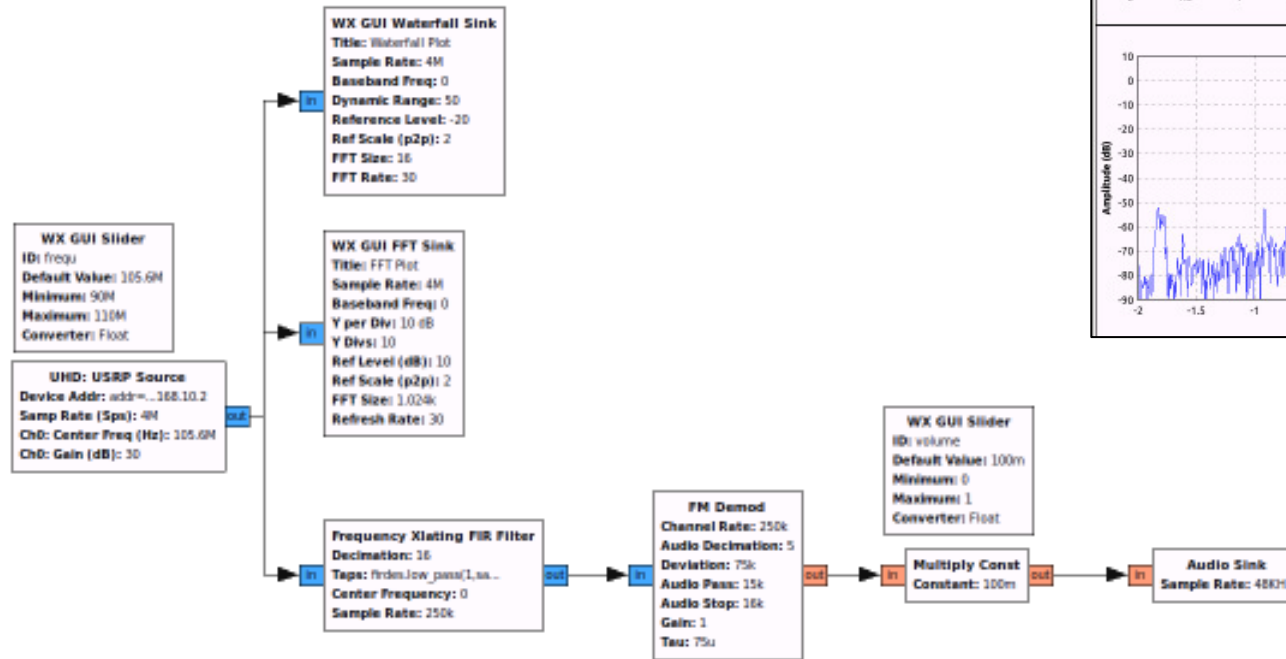 WX GUI Waterfall Sink
Title: Waterfall Plot
Sample Rate: 4M
Baseband Freq: 0
Dynamic Range: 50
Reference Level: -20
Ref Scale (p2p): 2
FFT Size: 16
FFT Rate: 30
in
WX GUI Slider
ID: frequ
Default Value: 105.6M
Minimum: 90M
Maximum: 110M
Converter: Float
WX GUI FFT Sink
Title: FFT Plot
Sample Rate: 4M
Baseband Freq: 0
Y per Div: 10 dB
Y Divs: 10
Ref Level (dB): 10
Ref Scale (p2p): 2
FFT Size: 1.024k
Refresh Rate: 30
in
UHD: USRP Source
Device Addr: addr=...168.10.2
Samp Rate (Sps): 4M
Ch0: Center Freq (Hz): 105.6M
Ch0: Gain (dB): 30
out
Frequency Xlating FIR Filter
Decimation: 16
Taps: firdes.low_pass(1,sa...
Center Frequency: 0
Sample Rate: 250k
in
out
FM Demod
Channel Rate: 250k
Audio Decimation: 5
Deviation: 75k
Audio Pass: 15k
Audio Stop: 16k
Gain: 1
Tau: 75u
in
out
WX GUI Slider
ID: volume
Default Value: 100m
Minimum: 0
Maximum: 1
Converter: Float
Multiply Const
Constant: 100m
in
out
Audio Sink
Sample Rate: 48KH
in
Amplitude (dB)
10
0
-10
-20
-30
-40
-50
-60
-70
-80
-90
-2
-1.5
-1